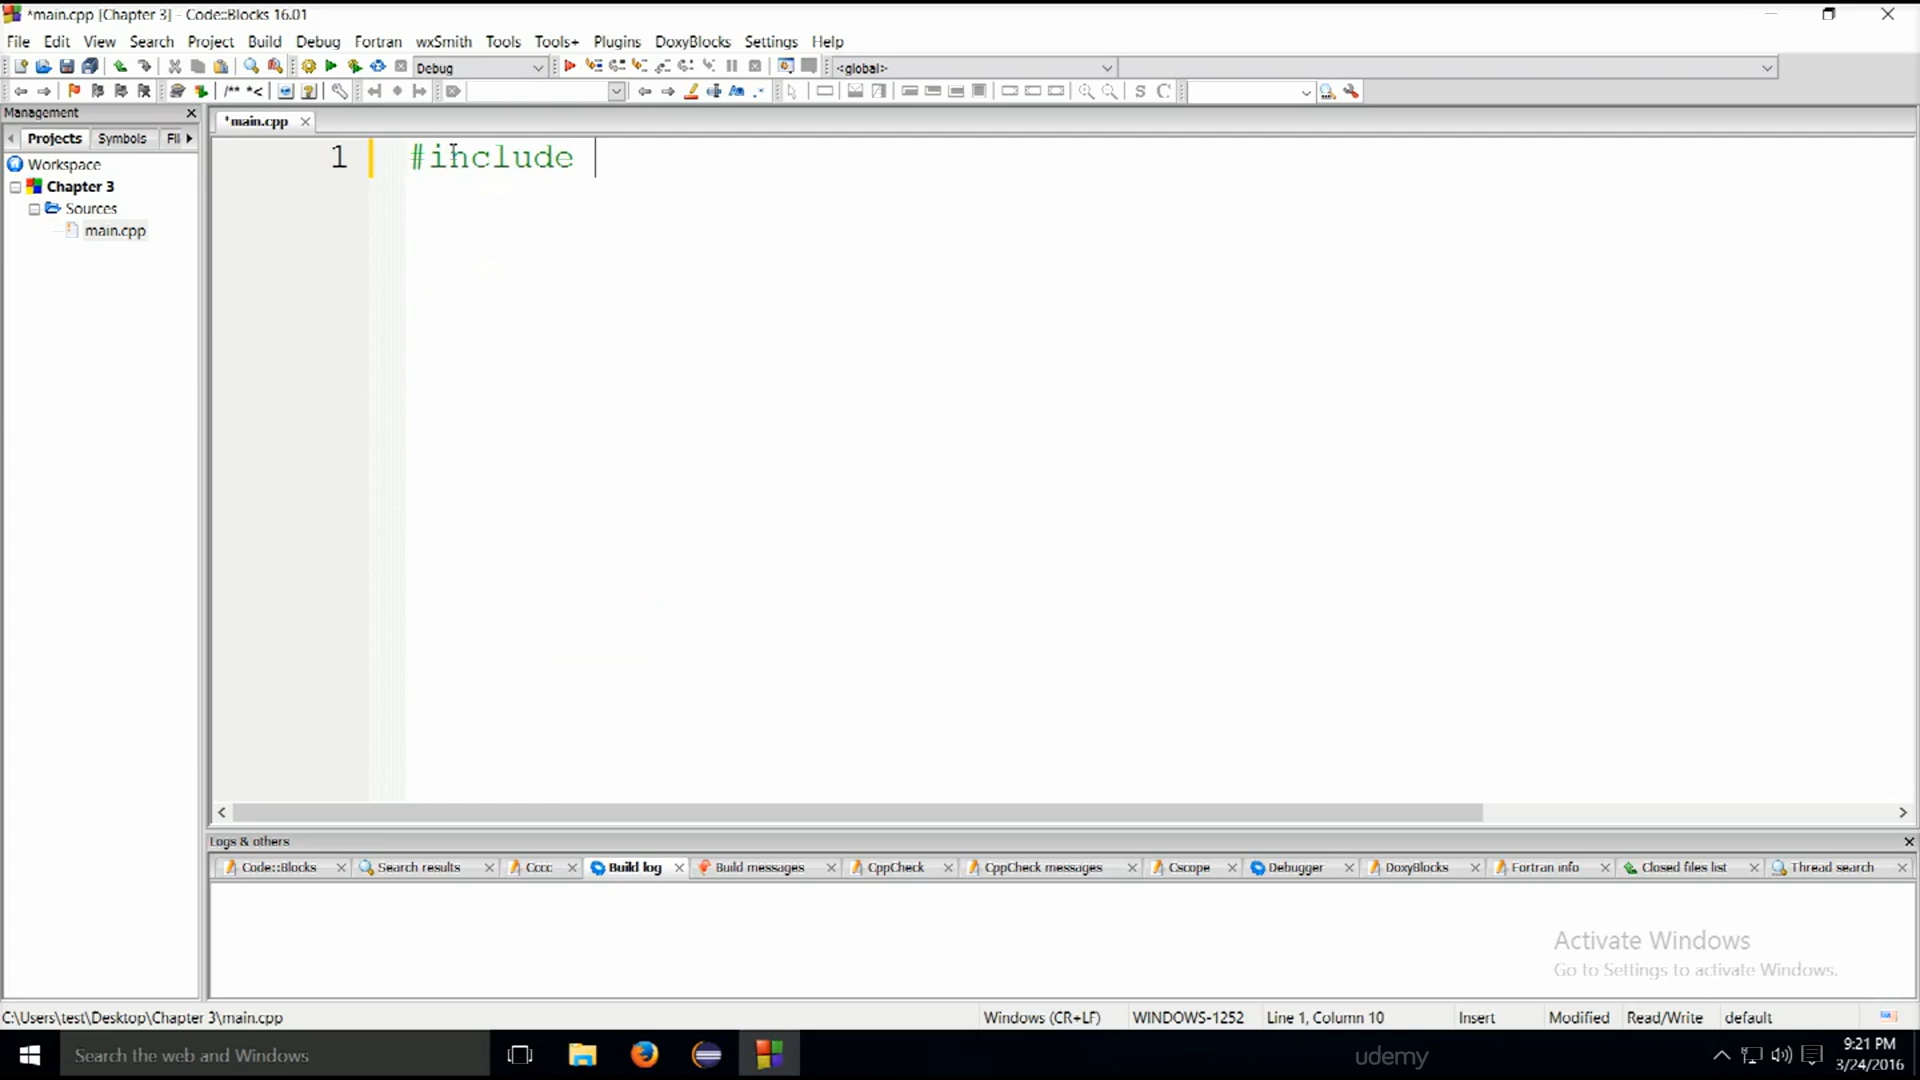 *main.cpp [Chapter 3] - Code::Blocks 16.01
File Edit View Search Project Build Debug Fortran wxSmith Tools Tools+ Plugins DoxyBlocks Settings Help
Debug <global>
/** *< S C
Management
*main.cpp
Projects Symbols Fil
Workspace
Chapter 3
Sources
main.cpp
1 #include
Logs & others
Code::Blocks Search results Cccc Build log Build messages CppCheck CppCheck messages Cscope Debugger DoxyBlocks Fortran info Closed files list Thread search
Activate Windows
Go to Settings to activate Windows.
C:\Users\test\Desktop\Chapter 3\main.cpp Windows (CR+LF) WINDOWS-1252 Line 1, Column 10 Insert Modified Read/Write default
Search the web and Windows
udemy
9:21 PM
3/24/2016